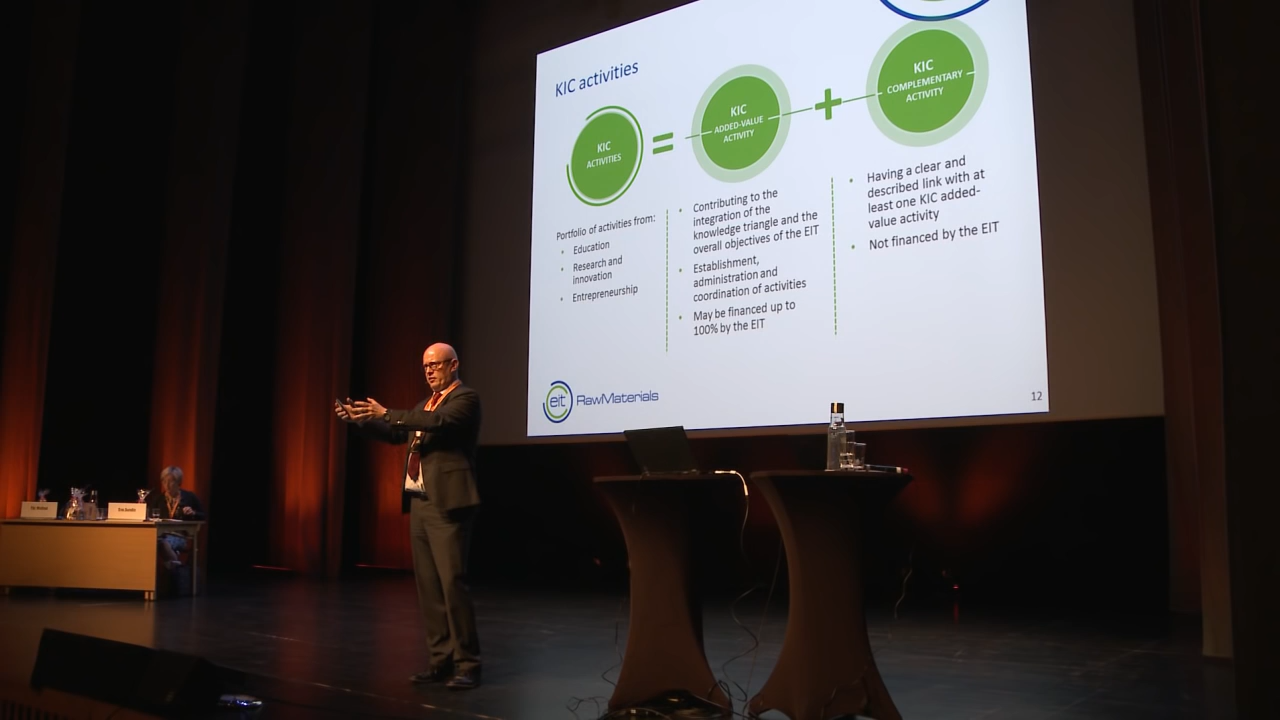 KIC activities
KIC
ACTIVITIES
=
KIC
ADDED-VALUE
ACTIVITY
+
KIC
COMPLEMENTARY
ACTIVITY
Portfolio of activities from:
• Education
• Research and
innovation
• Entrepreneurship
• Contributing to the
integration of the
knowledge triangle and the
overall objectives of the EIT
• Establishment,
administration and
coordination of activities
• May be financed up to
100% by the EIT
• Having a clear and
described link with at
least one KIC added-
value activity
• Not financed by the EIT
eit RawMaterials
12